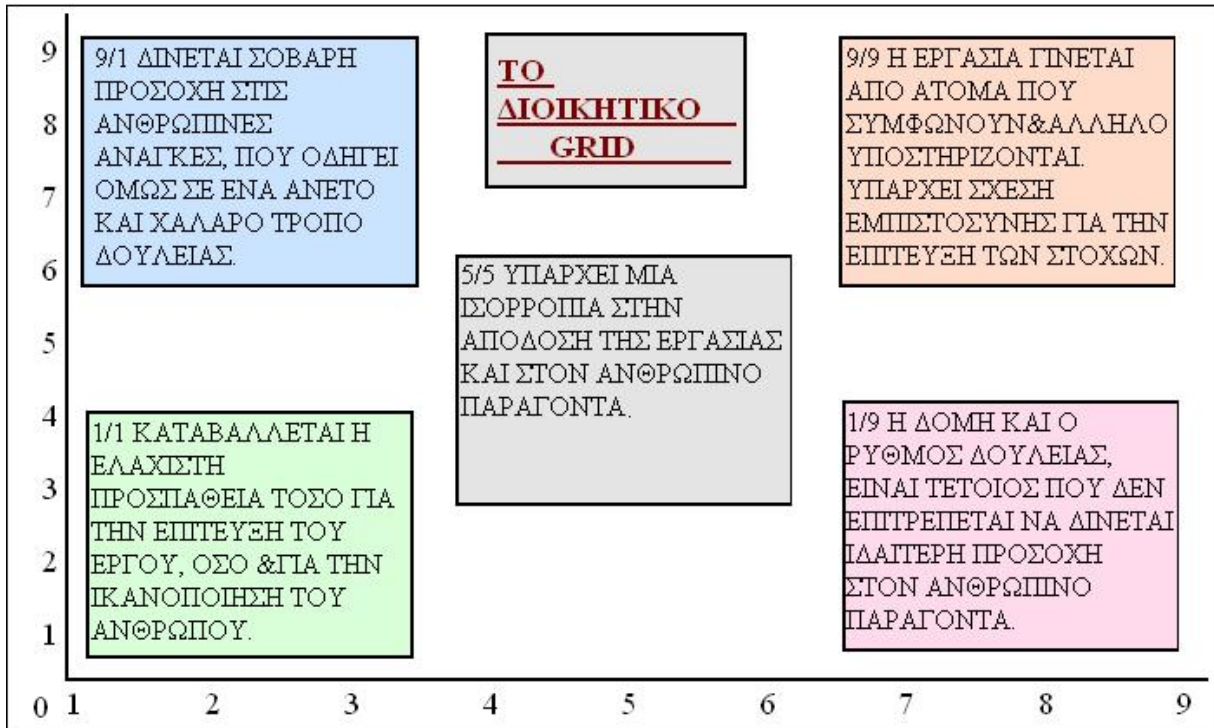 9
8
7
6
5
4
3
2
1
9/1 ΔΙΝΕΤΑΙ ΣΟΒΑΡΗ
ΠΡΟΣΟΧΗ ΣΤΙΣ
ΑΝΘΡΩΠΙΝΕΣ
ΑΝΑΓΚΕΣ, ΠΟΥ ΟΔΗΓΕΙ
ΟΜΩΣ ΣΕ ΕΝΑ ΑΝΕΤΟ
ΚΑΙ ΧΑΛΑΡΟ ΤΡΟΠΟ
ΔΟΥΛΕΙΑΣ.
ΤΟ
ΔΙΟΙΚΗΤΙΚΟ
GRID
9/9 Η ΕΡΓΑΣΙΑ ΓΙΝΕΤΑΙ
ΑΠΟ ΑΤΟΜΑ ΠΟΥ
ΣΥΜΦΩΝΟΥΝ&ΑΛΛΗΛΟ
ΥΠΟΣΤΗΡΙΖΟΝΤΑΙ.
ΥΠΑΡΧΕΙ ΣΧΕΣΗ
ΕΜΠΙΣΤΟΣΥΝΗΣ ΓΙΑ ΤΗΝ
ΕΠΙΤΕΥΞΗ ΤΩΝ ΣΤΟΧΩΝ.
5/5 ΥΠΑΡΧΕΙ ΜΙΑ
ΙΣΟΡΡΟΠΙΑ ΣΤΗΝ
ΑΠΟΔΟΣΗ ΤΗΣ ΕΡΓΑΣΙΑΣ
ΚΑΙ ΣΤΟΝ ΑΝΘΡΩΠΙΝΟ
ΠΑΡΑΓΟΝΤΑ.
1/1 ΚΑΤΑΒΑΛΛΕΤΑΙ Η
ΕΛΑΧΙΣΤΗ
ΠΡΟΣΠΑΘΕΙΑ ΤΟΣΟ ΓΙΑ
ΤΗΝ ΕΠΙΤΕΥΞΗ ΤΟΥ
ΕΡΓΟΥ, ΟΣΟ &ΓΙΑ ΤΗΝ
ΙΚΑΝΟΠΟΙΗΣΗ ΤΟΥ
ΑΝΘΡΩΠΟΥ.
1/9 Η ΔΟΜΗ ΚΑΙ Ο
ΡΥΘΜΟΣ ΔΟΥΛΕΙΑΣ,
ΕΙΝΑΙ ΤΕΤΟΙΟΣ ΠΟΥ ΔΕΝ
ΕΠΙΤΡΕΠΕΤΑΙ ΝΑ ΔΙΝΕΤΑΙ
ΙΔΑΙΤΕΡΗ ΠΡΟΣΟΧΗ
ΣΤΟΝ ΑΝΘΡΩΠΙΝΟ
ΠΑΡΑΓΟΝΤΑ.
0 1 2 3 4 5 6 7 8 9